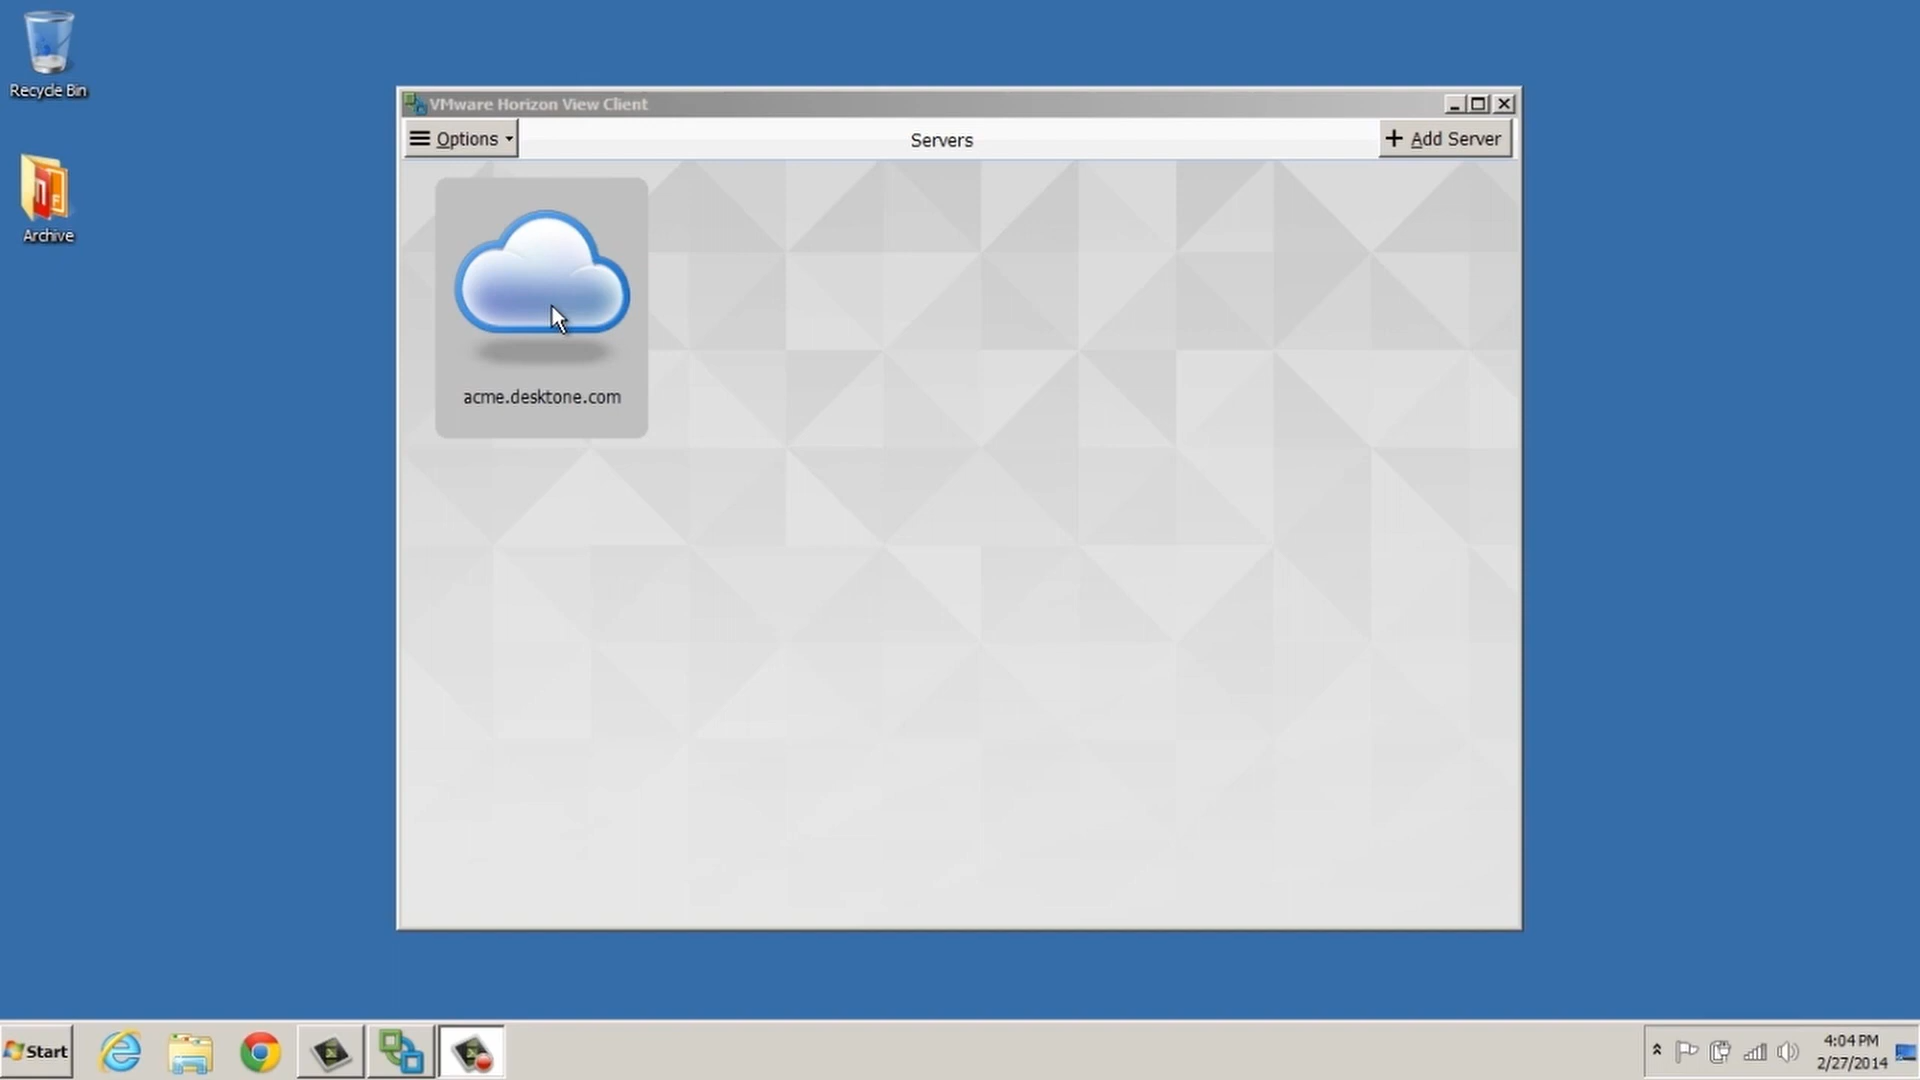 Recycle Bin
Archive
VMware Horizon View Client
Options
Servers
+ Add Server
acme.desktone.com
Start
4:04 PM
2/27/2014